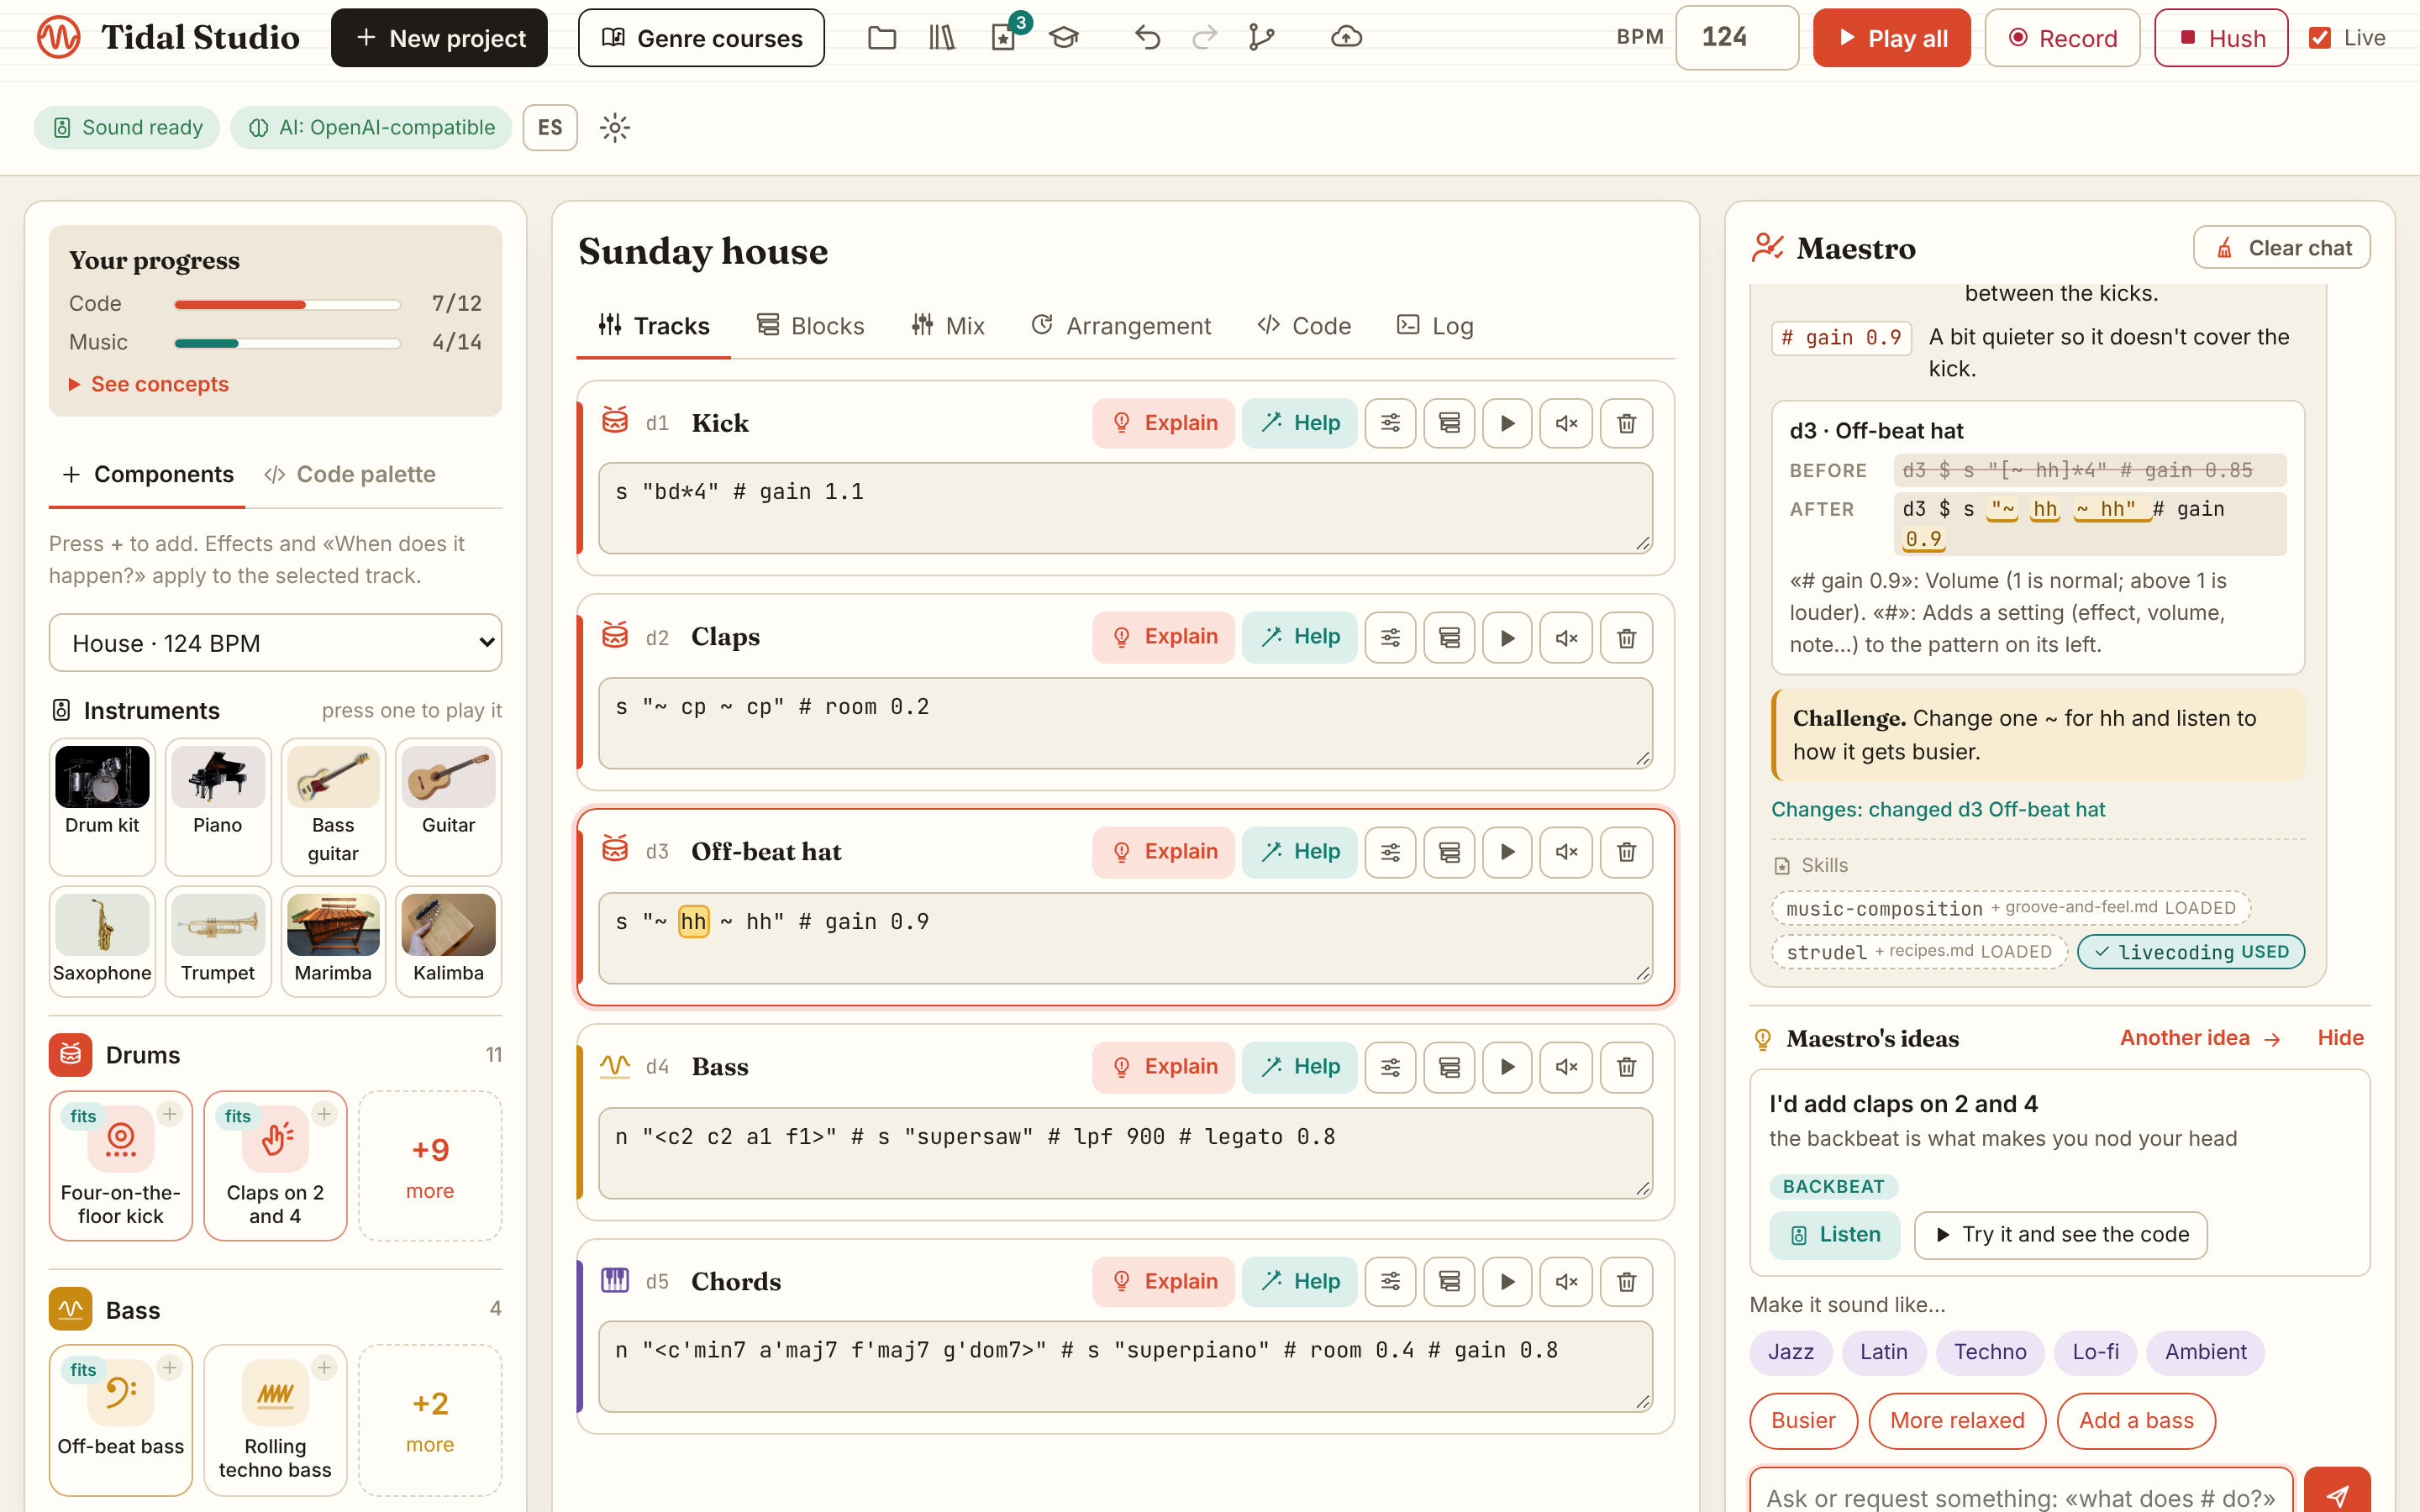 Tidal Studio
+ New project
Genre courses
3
BPM 124
Play all
Record
Hush
Live
Sound ready
AI: OpenAI-compatible
ES
Your progress
Code 7/12
Music 4/14
See concepts
+ Components
Code palette
Press + to add. Effects and «When does it
happen?» apply to the selected track.
House · 124 BPM
Instruments press one to play it
Drum kit
Piano
Bass
guitar
Guitar
Saxophone
Trumpet
Marimba
Kalimba
Drums 11
fits +
Four-on-the-
floor kick
fits +
Claps on 2
and 4
+9
more
Bass 4
fits +
Off-beat bass
+
Rolling
techno bass
+2
more
Sunday house
Tracks
Blocks
Mix
Arrangement
Code
Log
d1 Kick Explain Help
s "bd*4" # gain 1.1
d2 Claps Explain Help
s "~ cp ~ cp" # room 0.2
d3 Off-beat hat Explain Help
s "~ hh ~ hh" # gain 0.9
d4 Bass Explain Help
n "<c2 c2 a1 f1>" # s "supersaw" # lpf 900 # legato 0.8
d5 Chords Explain Help
n "<c'min7 a'maj7 f'maj7 g'dom7>" # s "superpiano" # room 0.4 # gain 0.8
Maestro
Clear chat
between the kicks.
# gain 0.9 A bit quieter so it doesn't cover the
kick.
d3 · Off-beat hat
BEFORE d3 $ s "[~ hh]*4" # gain 0.85
AFTER d3 $ s "~ hh ~ hh" # gain
0.9
«# gain 0.9»: Volume (1 is normal; above 1 is
louder). «#»: Adds a setting (effect, volume,
note...) to the pattern on its left.
Challenge. Change one ~ for hh and listen to
how it gets busier.
Changes: changed d3 Off-beat hat
Skills
music-composition + groove-and-feel.md LOADED
strudel + recipes.md LOADED
livecoding USED
Maestro's ideas
Another idea →
Hide
I'd add claps on 2 and 4
the backbeat is what makes you nod your head
BACKBEAT
Listen
Try it and see the code
Make it sound like...
Jazz
Latin
Techno
Lo-fi
Ambient
Busier
More relaxed
Add a bass
Ask or request something: «what does # do?»